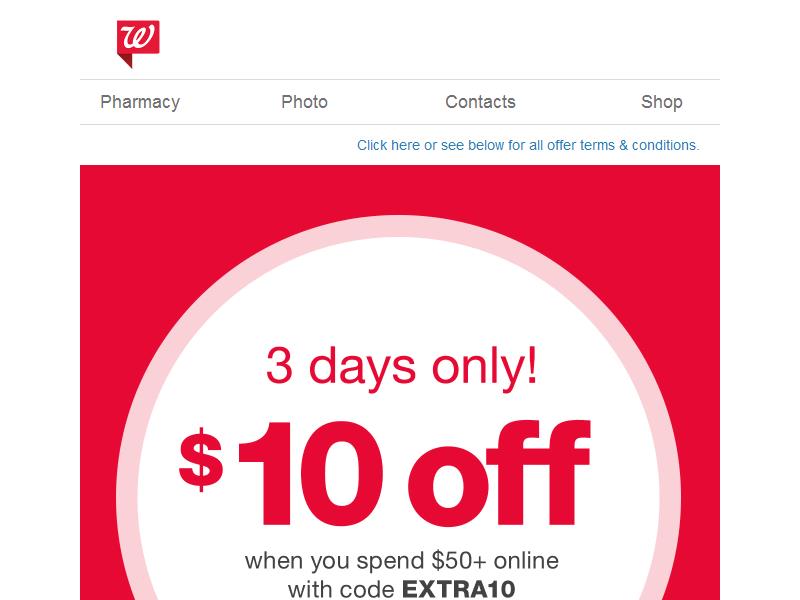 W
Pharmacy Photo Contacts Shop
Click here or see below for all offer terms & conditions.
3 days only!
$10 off
when you spend $50+ online
with code EXTRA10